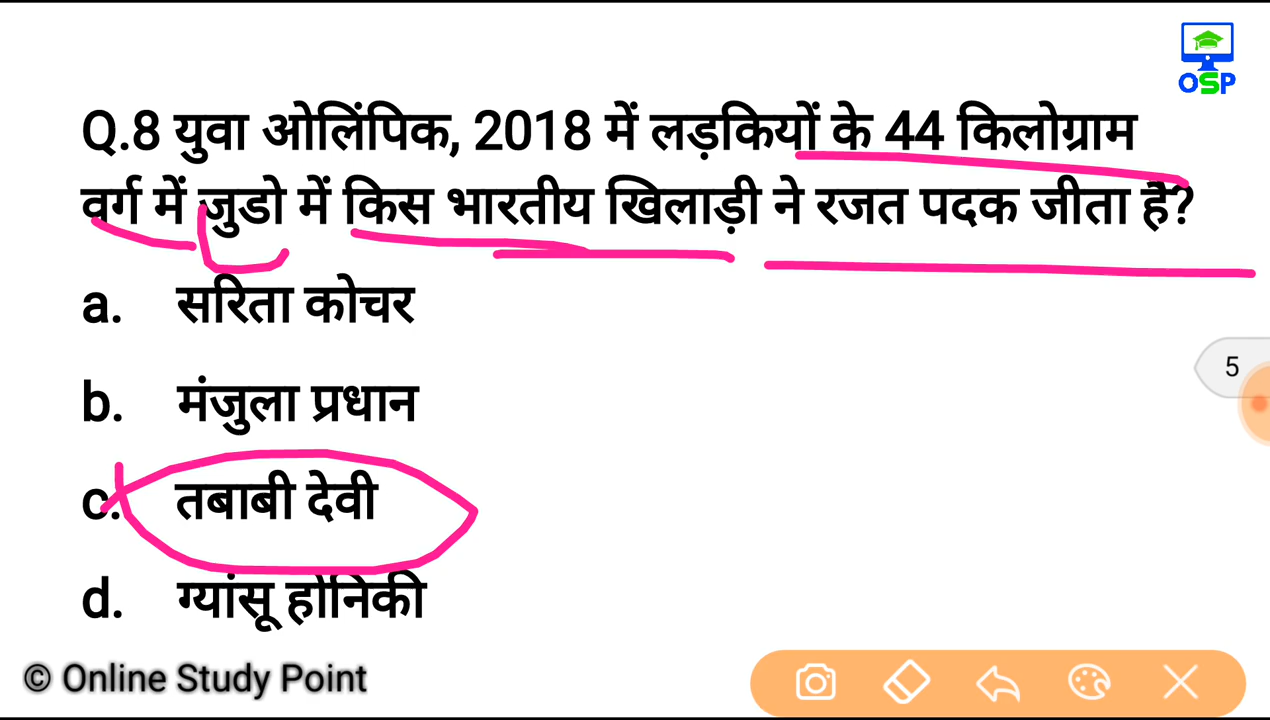 OSP
Q.8 युवा ओलिंपिक, 2018 में लड़कियों के 44 किलोग्राम
वर्ग में जुडो में किस भारतीय खिलाड़ी ने रजत पदक जीता है?
5
a. सरिता कोचर
b. मंजुला प्रधान
c. तबाबी देवी
d. ग्यांसू होनिकी
© Online Study Point